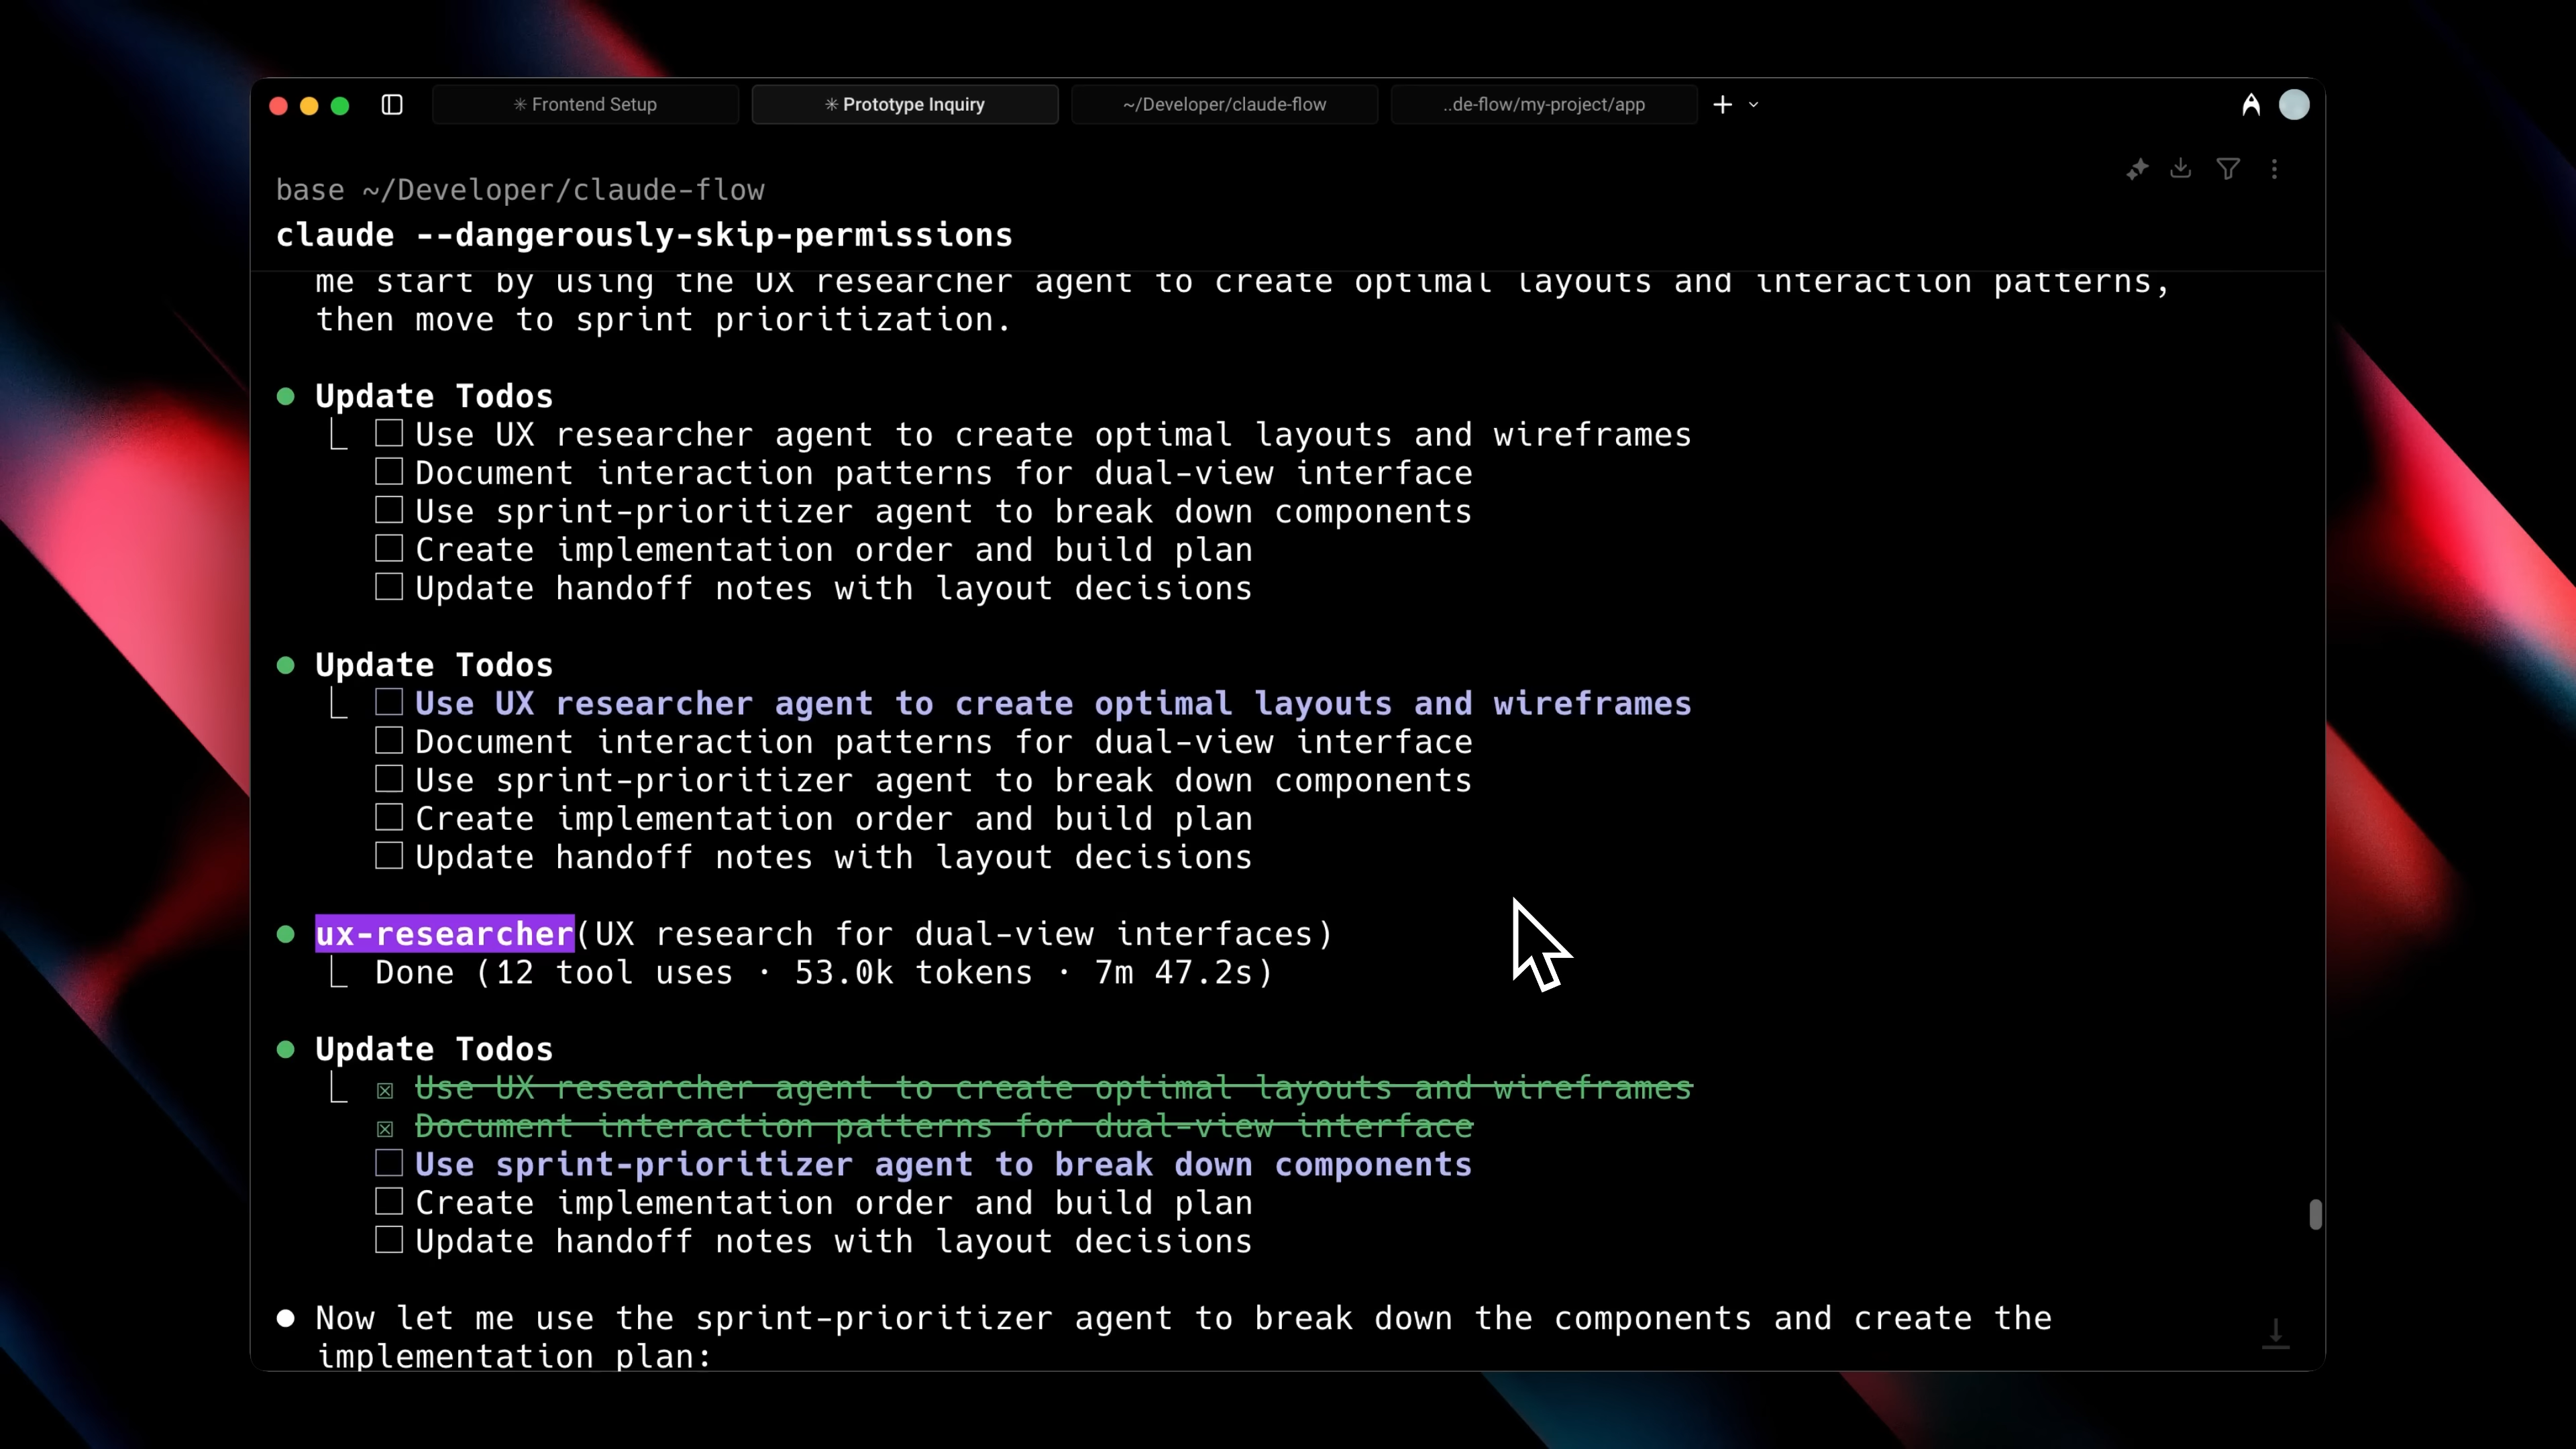 ✳ Frontend Setup
✳ Prototype Inquiry
~/Developer/claude-flow
..de-flow/my-project/app
base ~/Developer/claude-flow
claude --dangerously-skip-permissions
me start by using the UX researcher agent to create optimal layouts and interaction patterns,
then move to sprint prioritization.
● Update Todos
☐ Use UX researcher agent to create optimal layouts and wireframes
☐ Document interaction patterns for dual-view interface
☐ Use sprint-prioritizer agent to break down components
☐ Create implementation order and build plan
☐ Update handoff notes with layout decisions
● Update Todos
☐ Use UX researcher agent to create optimal layouts and wireframes
☐ Document interaction patterns for dual-view interface
☐ Use sprint-prioritizer agent to break down components
☐ Create implementation order and build plan
☐ Update handoff notes with layout decisions
● ux-researcher(UX research for dual-view interfaces)
Done (12 tool uses · 53.0k tokens · 7m 47.2s)
● Update Todos
☒ Use UX researcher agent to create optimal layouts and wireframes
☒ Document interaction patterns for dual-view interface
☐ Use sprint-prioritizer agent to break down components
☐ Create implementation order and build plan
☐ Update handoff notes with layout decisions
● Now let me use the sprint-prioritizer agent to break down the components and create the
implementation plan: